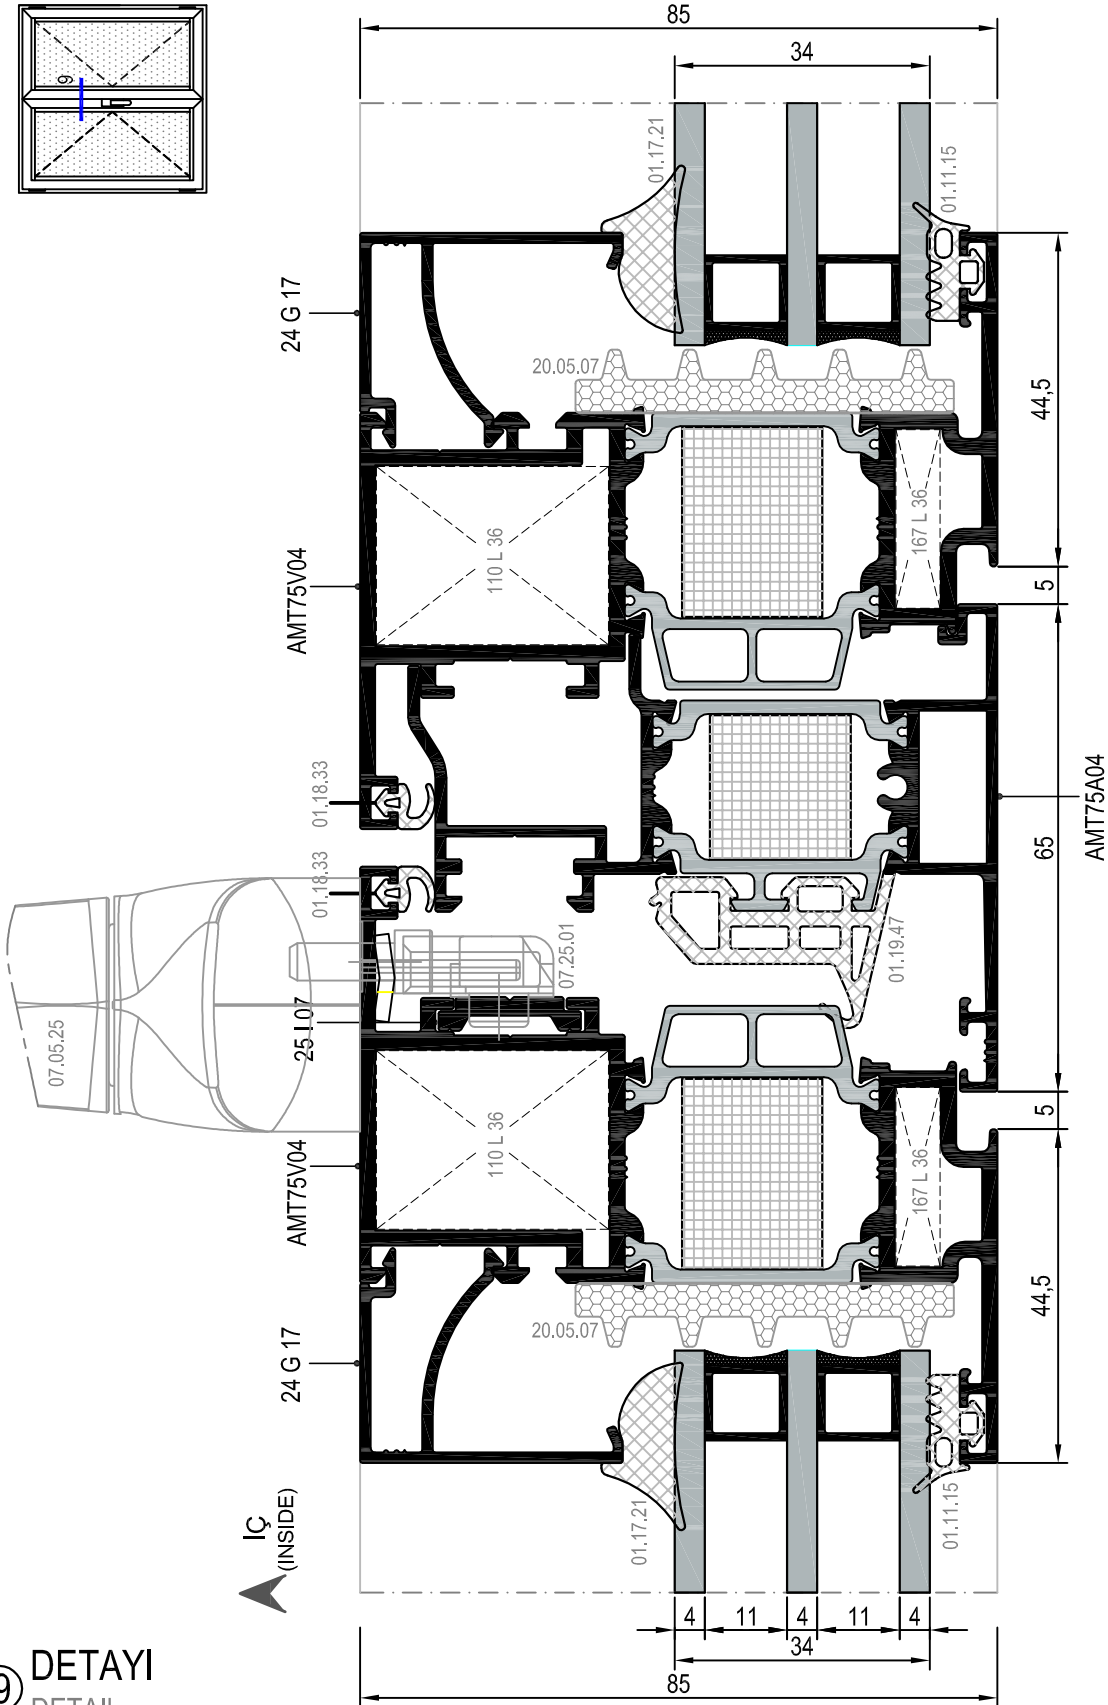 85
34
9
01.17.21
01.11.15
24 G 17
20.05.07
44,5
110 L 36
167 L 36
AMT75V04
5
01.18.33
65
AMT75A04
01.18.33
07.25.01
01.19.47
07.05.25
25 I 07
5
110 L 36
167 L 36
AMT75V04
44,5
20.05.07
24 G 17
01.17.21
01.11.15
İÇ
(INSIDE)
4 11 4 11 4
34
85
9 DETAYI
DETAIL